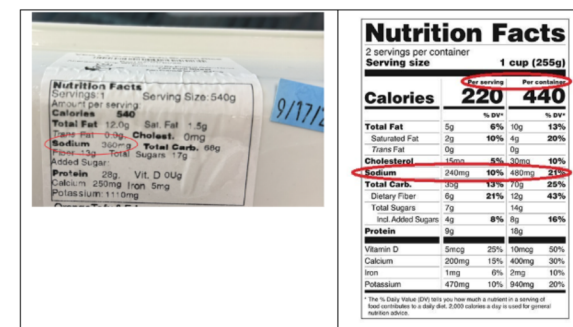 Nutrition Facts
Servings:1 Serving Size:540g
Amount per serving:
Calories 540
Total Fat 12.0g Sat. Fat 1.5g
Trans Fat 0.0g Cholest. 0mg
Sodium 360mg Total Carb. 68g
Fiber 13g Total Sugars 17g
Added Sugar:
Protein 28g, Vit. D 0Ug
Calcium 250mg Iron 5mg
Potassium: 1110mg
9/17/2
Nutrition Facts
2 servings per container
Serving size 1 cup (255g)
Per serving Per container
Calories 220 440
% DV* % DV*
Total Fat 5g 6% 10g 13%
Saturated Fat 2g 10% 4g 20%
Trans Fat 0g 0g
Cholesterol 15mg 5% 30mg 10%
Sodium 240mg 10% 480mg 21%
Total Carb. 35g 13% 70g 25%
Dietary Fiber 6g 21% 12g 43%
Total Sugars 7g 14g
Incl. Added Sugars 4g 8% 8g 16%
Protein 9g 18g
Vitamin D 5mcg 25% 10mcg 50%
Calcium 200mg 15% 400mg 30%
Iron 1mg 6% 2mg 10%
Potassium 470mg 10% 940mg 20%
* The % Daily Value (DV) tells you how much a nutrient in a serving of
food contributes to a daily diet. 2,000 calories a day is used for general
nutrition advice.